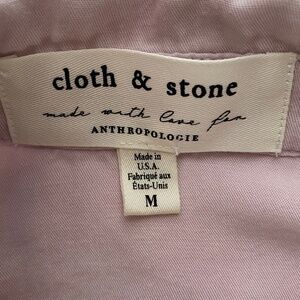 cloth & stone
made with love for
ANTHROPOLOGIE
Made in
U.S.A.
Fabriqué aux
États-Unis
M